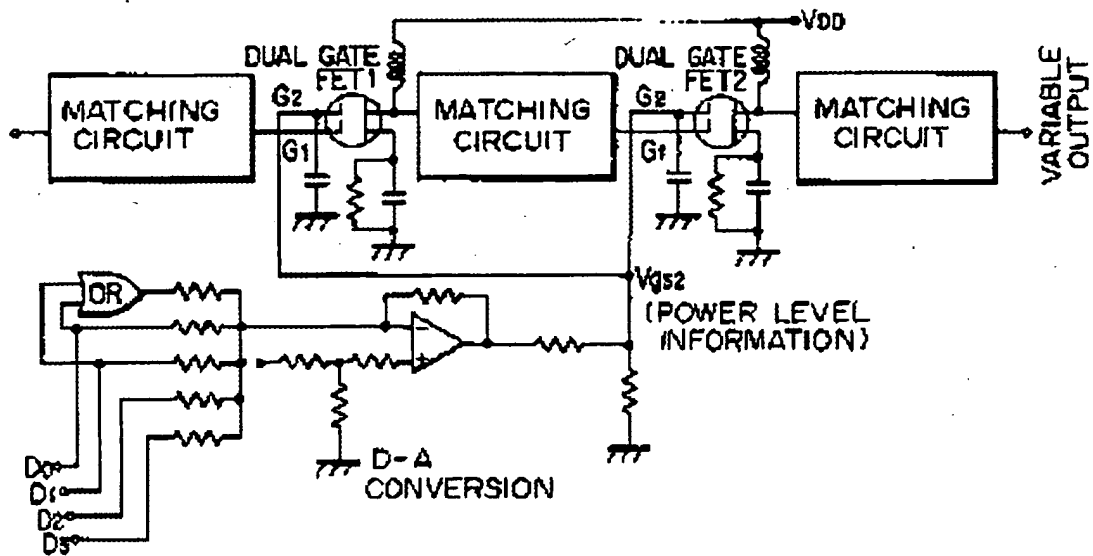 VDD
DUAL GATE
FET1
DUAL GATE
FET2
MATCHING
CIRCUIT
G2
G1
MATCHING
CIRCUIT
G2
G1
MATCHING
CIRCUIT
VARIABLE
OUTPUT
Vgs2
(POWER LEVEL
INFORMATION)
OR
−
+
D-A
CONVERSION
D0
D1
D2
D3